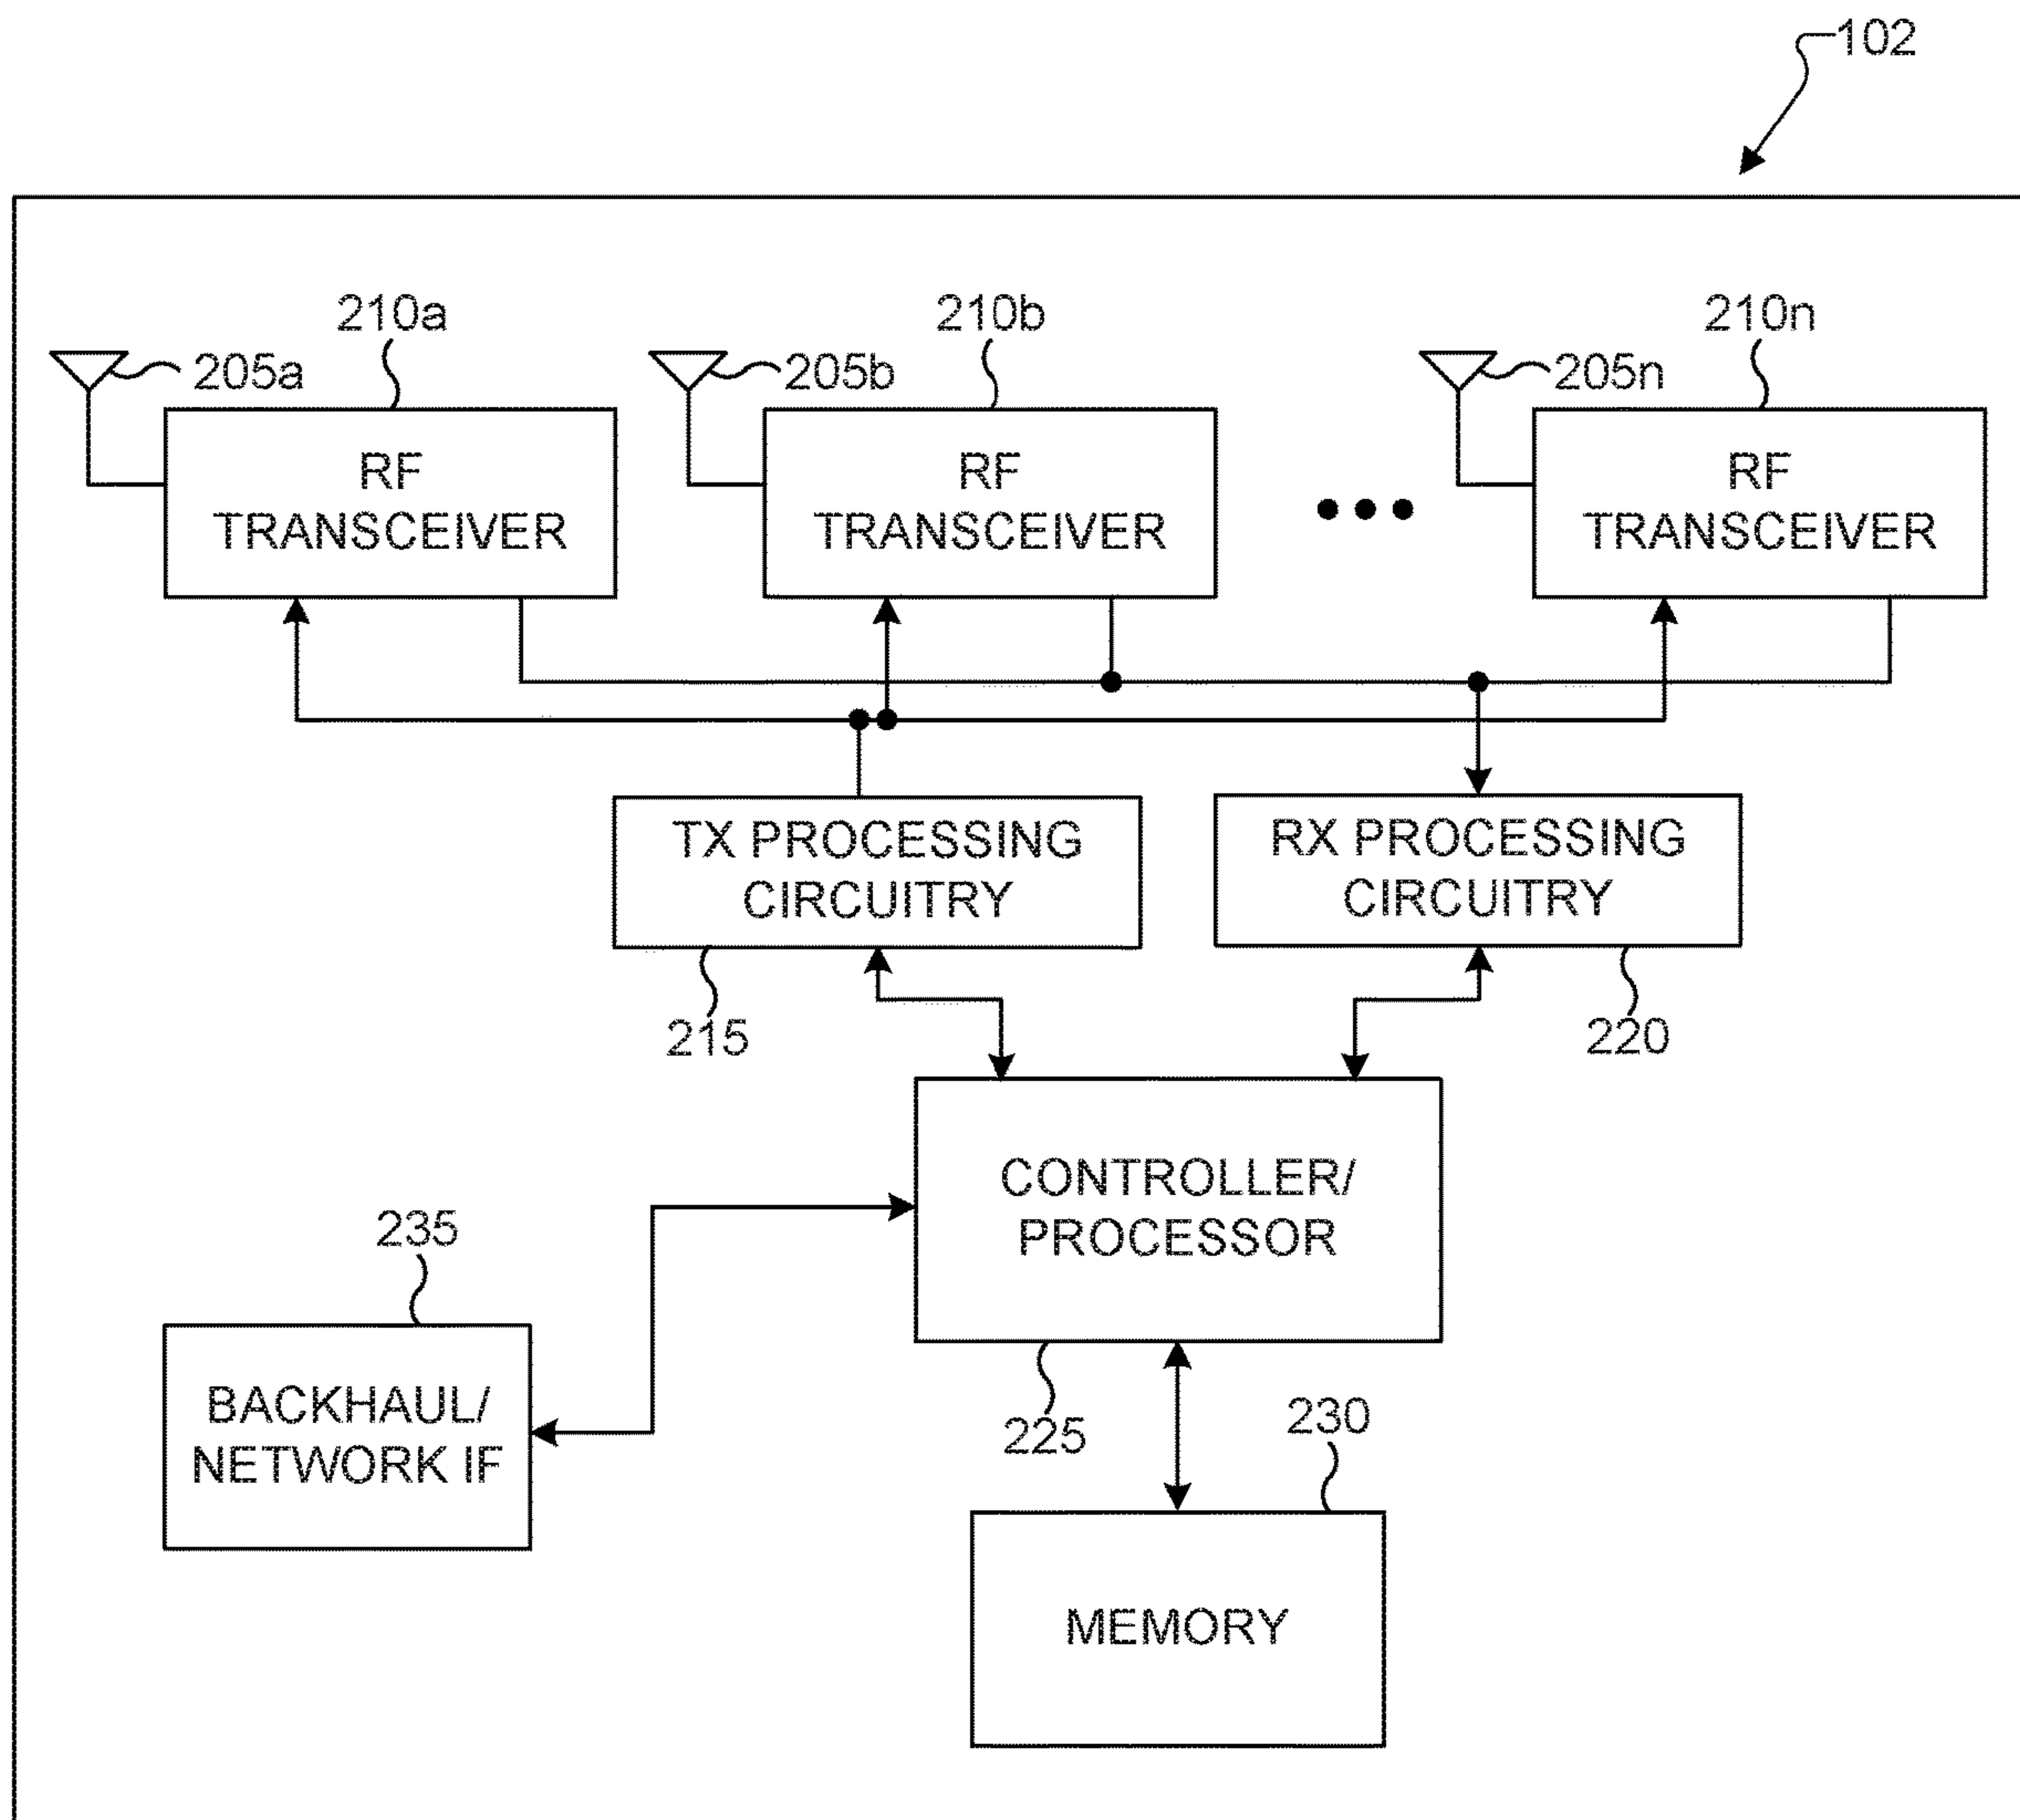 102
210a
210b
210n
205a
205b
205n
RF
TRANSCEIVER
RF
TRANSCEIVER
RF
TRANSCEIVER
TX PROCESSING
CIRCUITRY
RX PROCESSING
CIRCUITRY
215
220
CONTROLLER/
PROCESSOR
235
BACKHAUL/
NETWORK IF
225
230
MEMORY